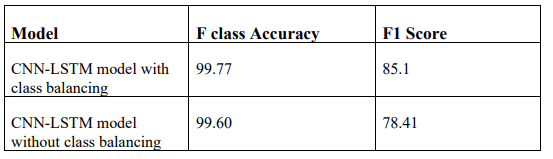 Model F class Accuracy F1 Score
CNN-LSTM model with 99.77 85.1
class balancing
CNN-LSTM model 99.60 78.41
without class balancing